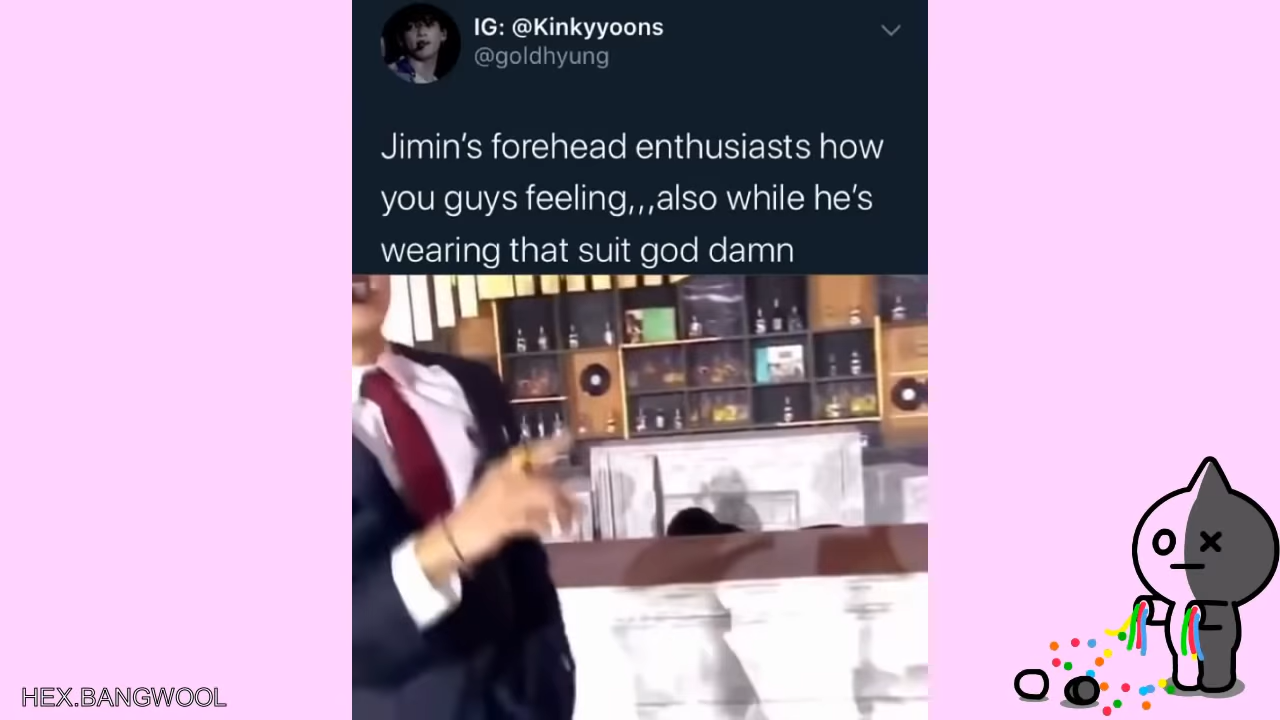 IG: @Kinkyyoons
@goldhyung
Jimin's forehead enthusiasts how
you guys feeling,,,also while he's
wearing that suit god damn
HEX.BANGWOOL